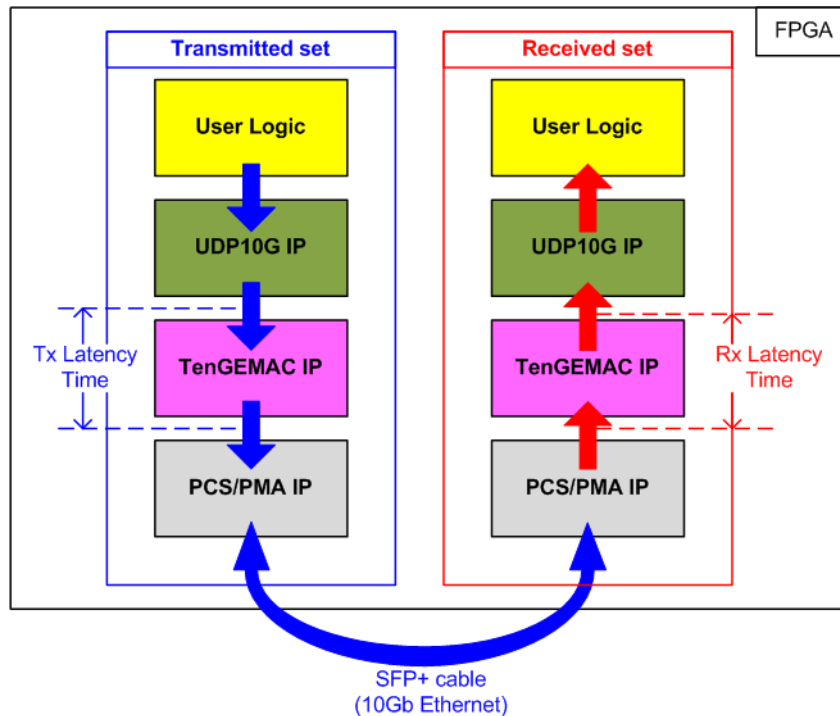 FPGA
Transmitted set
User Logic
UDP10G IP
Tx Latency
Time
TenGEMAC IP
PCS/PMA IP
Received set
User Logic
UDP10G IP
TenGEMAC IP
Rx Latency
Time
PCS/PMA IP
SFP+ cable
(10Gb Ethernet)